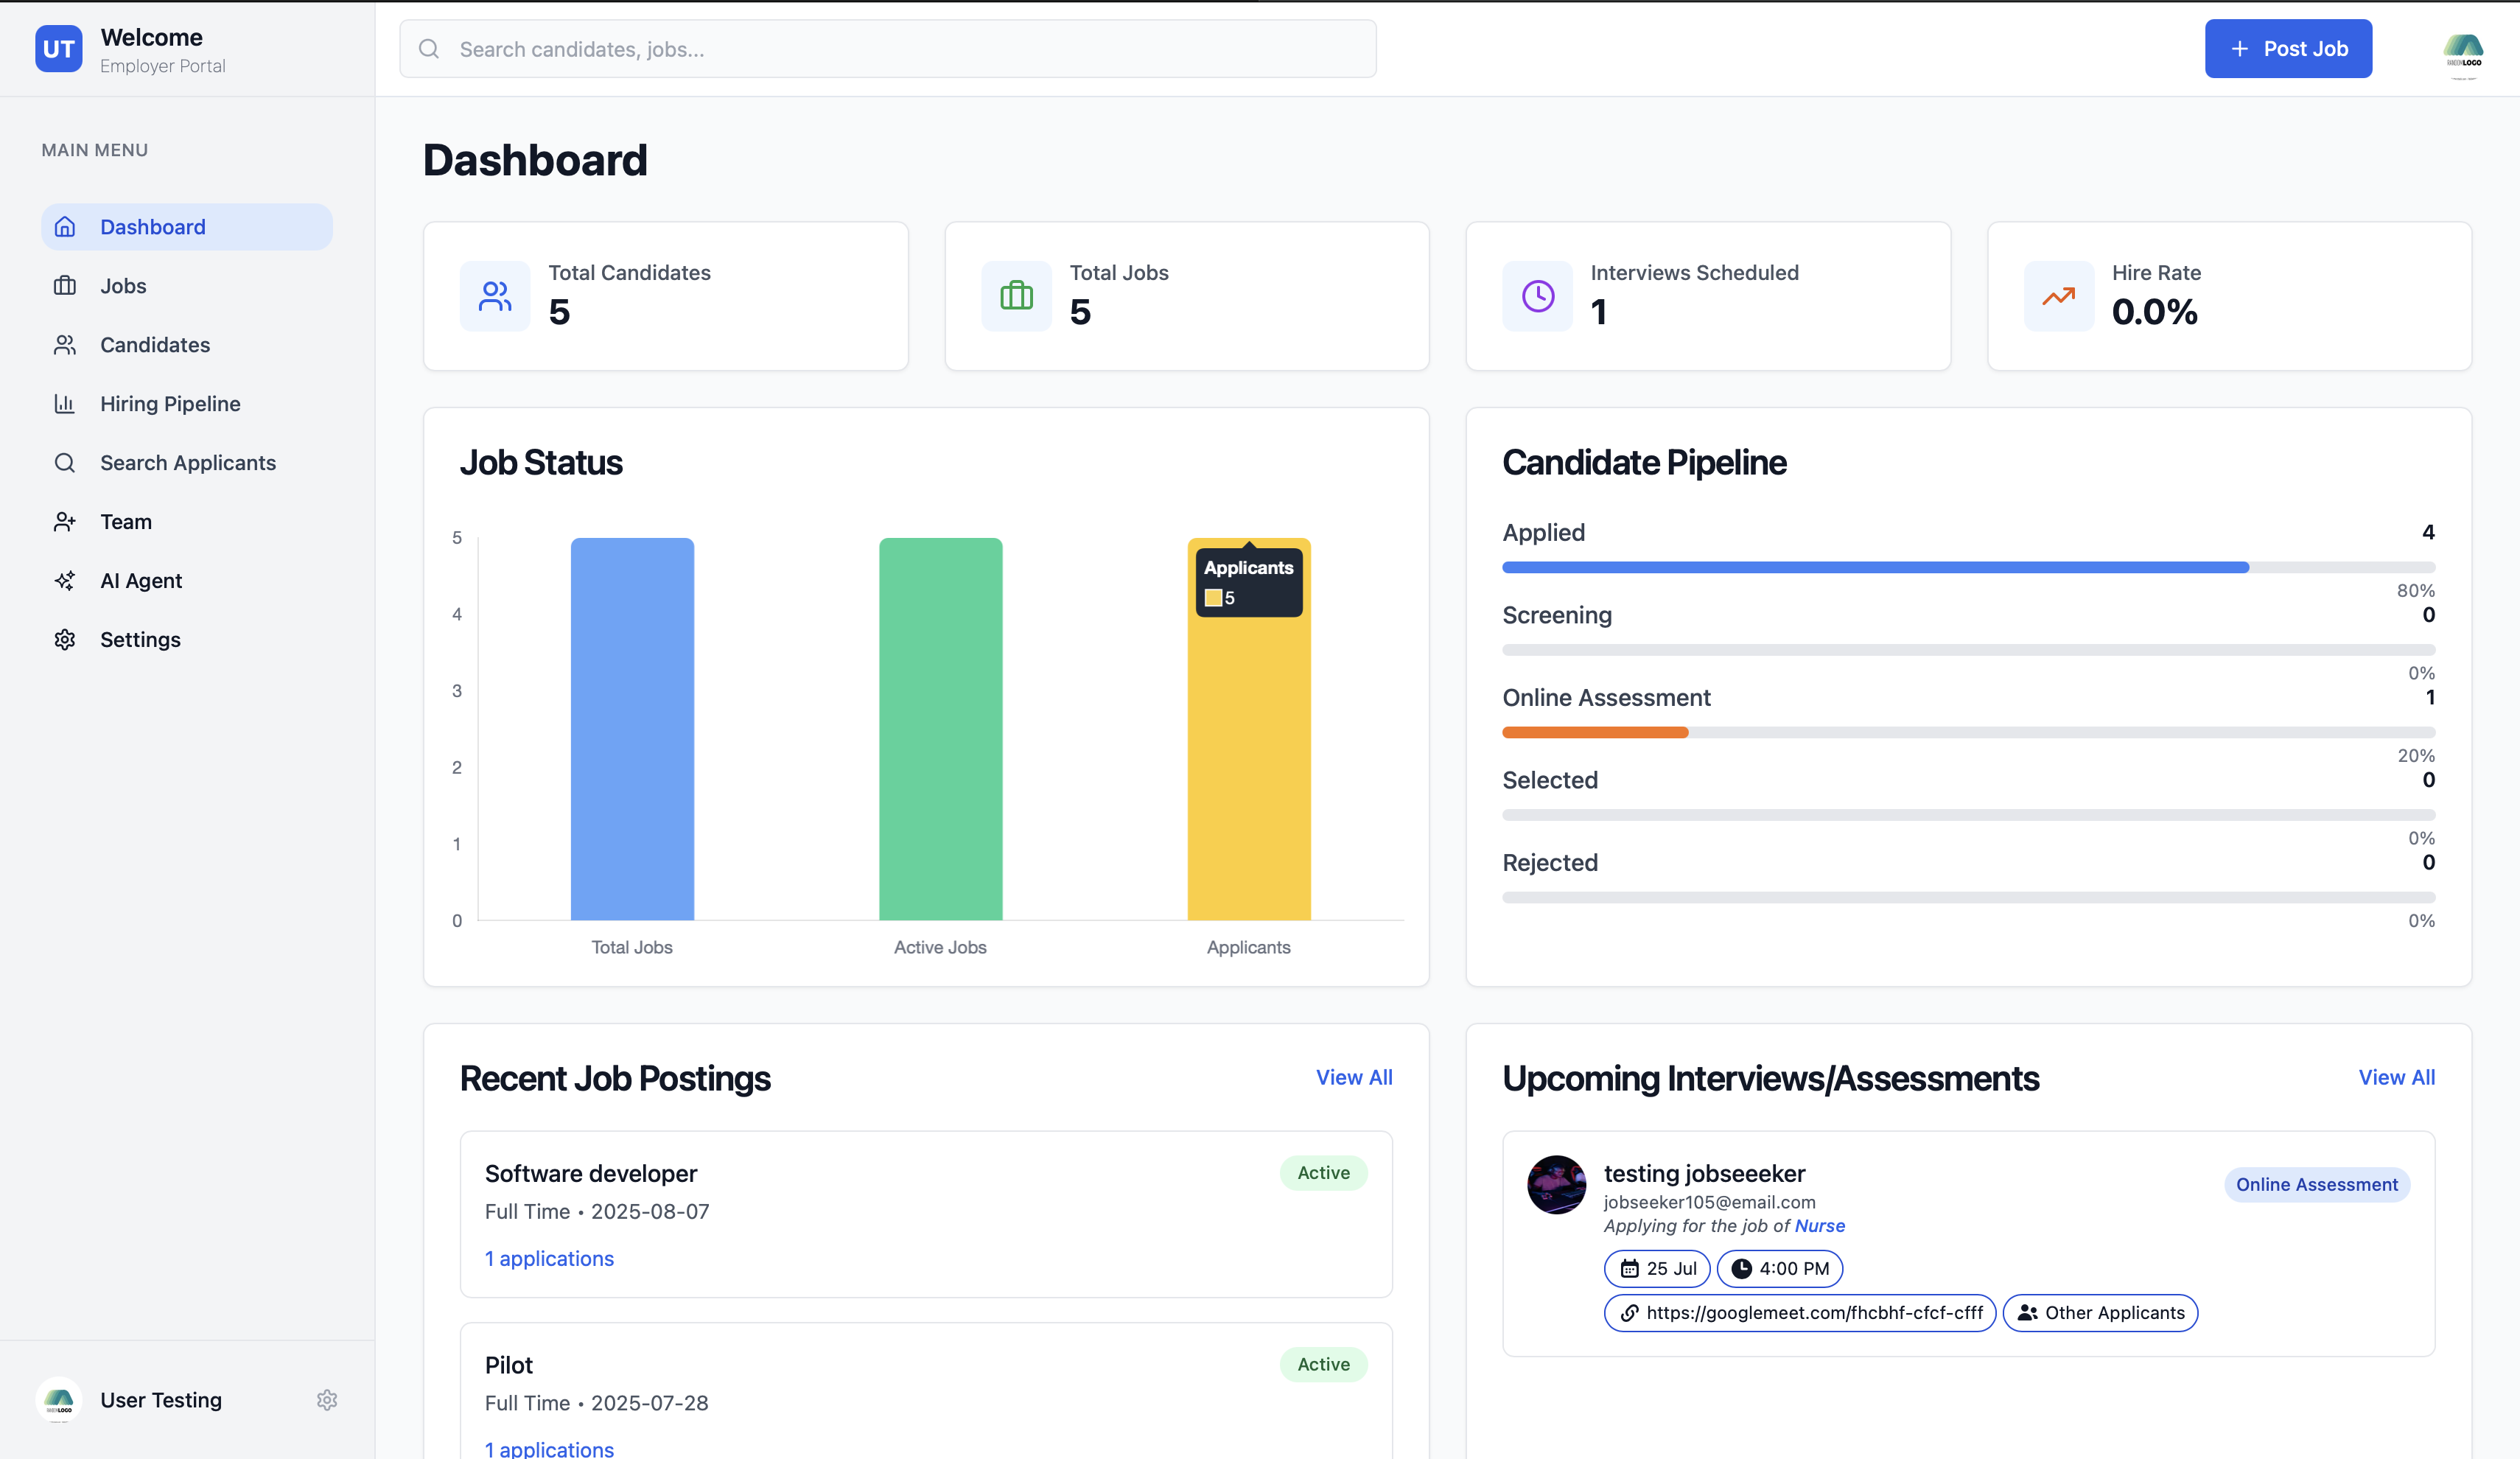 UT
Welcome
Employer Portal
Search candidates, jobs...
+ Post Job
RANDOMLOGO
MAIN MENU
Dashboard
Jobs
Candidates
Hiring Pipeline
Search Applicants
Team
AI Agent
Settings
User Testing
Dashboard
Total Candidates
5
Total Jobs
5
Interviews Scheduled
1
Hire Rate
0.0%
Job Status
5
4
3
2
1
0
Applicants
5
Total Jobs
Active Jobs
Applicants
Candidate Pipeline
Applied 4
80%
Screening 0
0%
Online Assessment 1
20%
Selected 0
0%
Rejected 0
0%
Recent Job Postings View All
Software developer Active
Full Time • 2025-08-07
1 applications
Pilot Active
Full Time • 2025-07-28
1 applications
Upcoming Interviews/Assessments View All
testing jobseeeker
Online Assessment
jobseeker105@email.com
Applying for the job of Nurse
25 Jul 4:00 PM
https://googlemeet.com/fhcbhf-cfcf-cfff Other Applicants